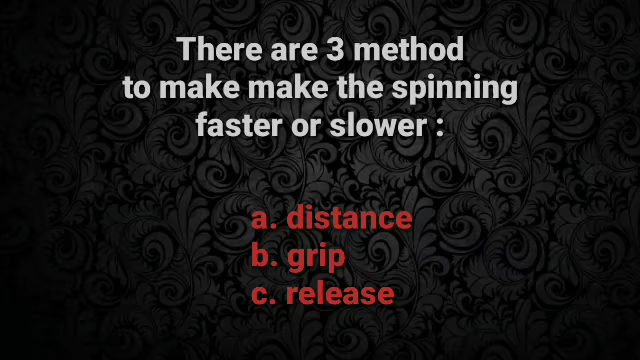 There are 3 method
to make make the spinning
faster or slower :
a. distance
b. grip
c. release